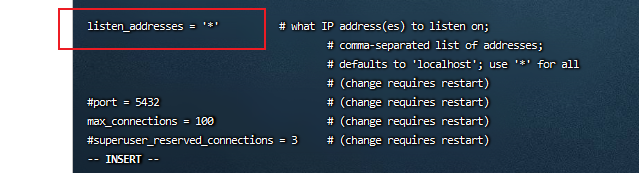 listen_addresses = '*' # what IP address(es) to listen on;
# comma-separated list of addresses;
# defaults to 'localhost'; use '*' for all
# (change requires restart)
#port = 5432 # (change requires restart)
max_connections = 100 # (change requires restart)
#superuser_reserved_connections = 3 # (change requires restart)
-- INSERT --